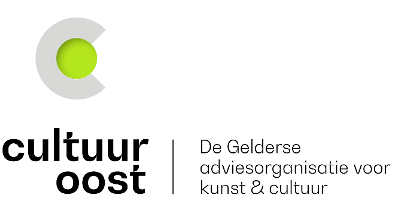 cultuur
oost
De Gelderse
adviesorganisatie voor
kunst & cultuur